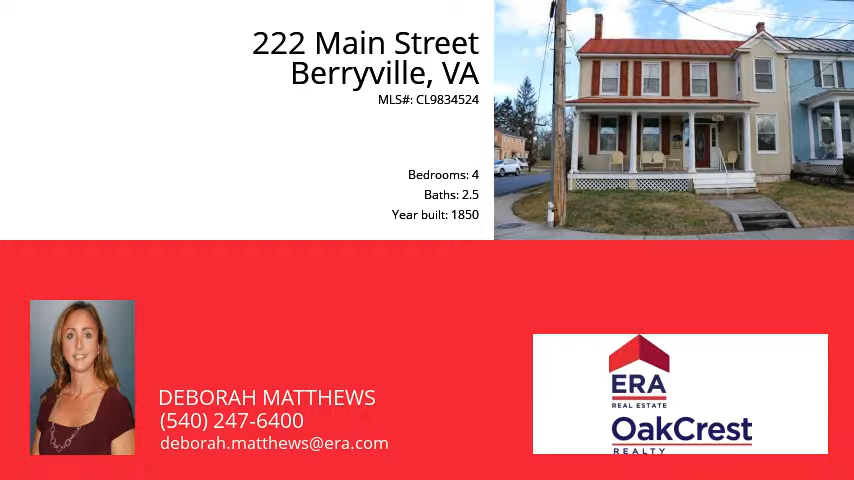 222 Main Street
Berryville, VA
MLS#: CL9834524
Bedrooms: 4
Baths: 2.5
Year built: 1850
DEBORAH MATTHEWS
(540) 247-6400
deborah.matthews@era.com
ERA
REAL ESTATE
OakCrest
REALTY